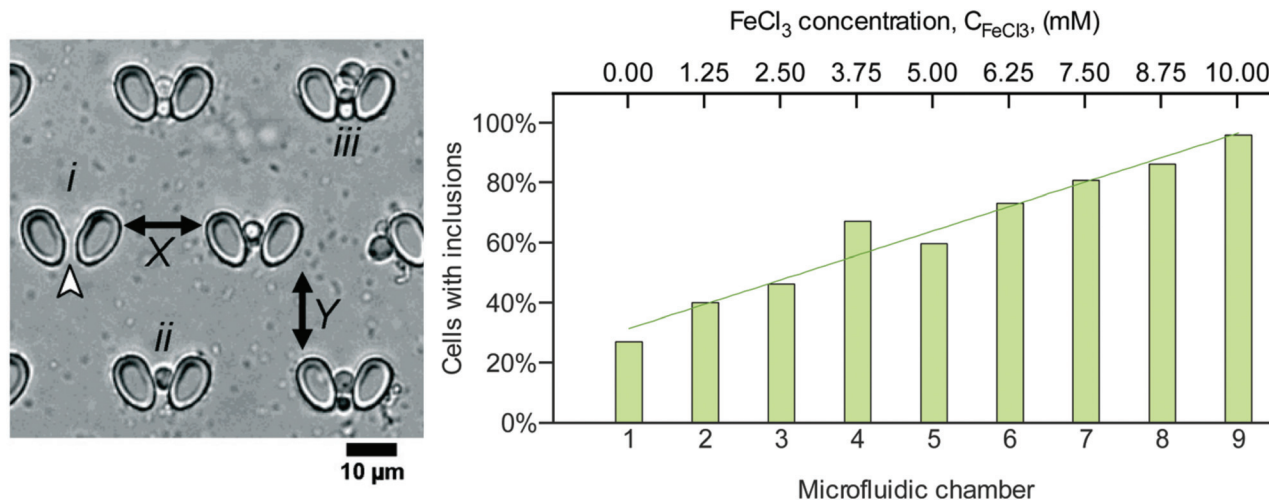 i
iii
X
Y
ii
10 µm
FeCl3 concentration, CFeCl3, (mM)
0.00 1.25 2.50 3.75 5.00 6.25 7.50 8.75 10.00
Cells with inclusions
100%
80%
60%
40%
20%
0%
1 2 3 4 5 6 7 8 9
Microfluidic chamber